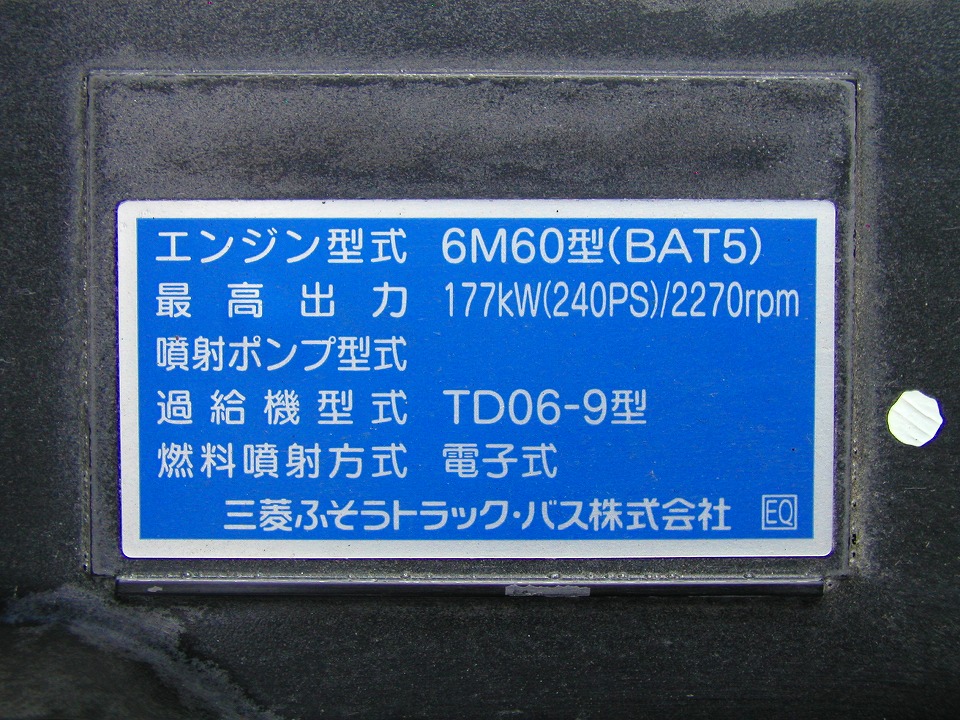 エンジン型式 6M60型(BAT5)
最高出力 177kW(240PS)/2270rpm
噴射ポンプ型式
過給機型式 TD06-9型
燃料噴射方式 電子式
三菱ふそうトラック・バス株式会社 EQ